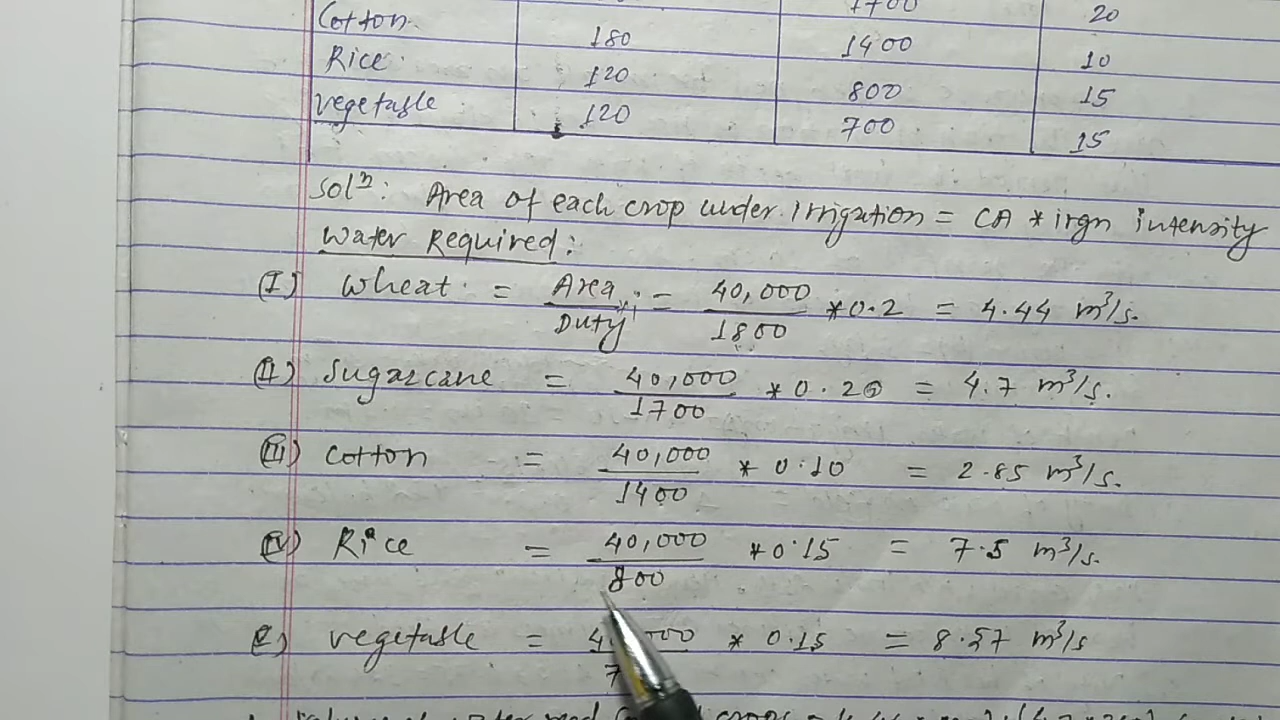 Cotton 180 1700 20
Rice 120 1400 10
vegetable 120 800 15
700 15
Solⁿ: Area of each crop under irrigation = CA * irgn intensity
Water Required:
(I) Wheat = Area / Duty = 40,000 / 1800 * 0.2 = 4.44 m³/s.
(II) Sugarcane = 40,000 / 1700 * 0.20 = 4.7 m³/s.
(III) Cotton = 40,000 / 1400 * 0.10 = 2.85 m³/s.
(IV) Rice = 40,000 / 800 * 0.15 = 7.5 m³/s.
vegetable = * 0.15 = 8.57 m³/s